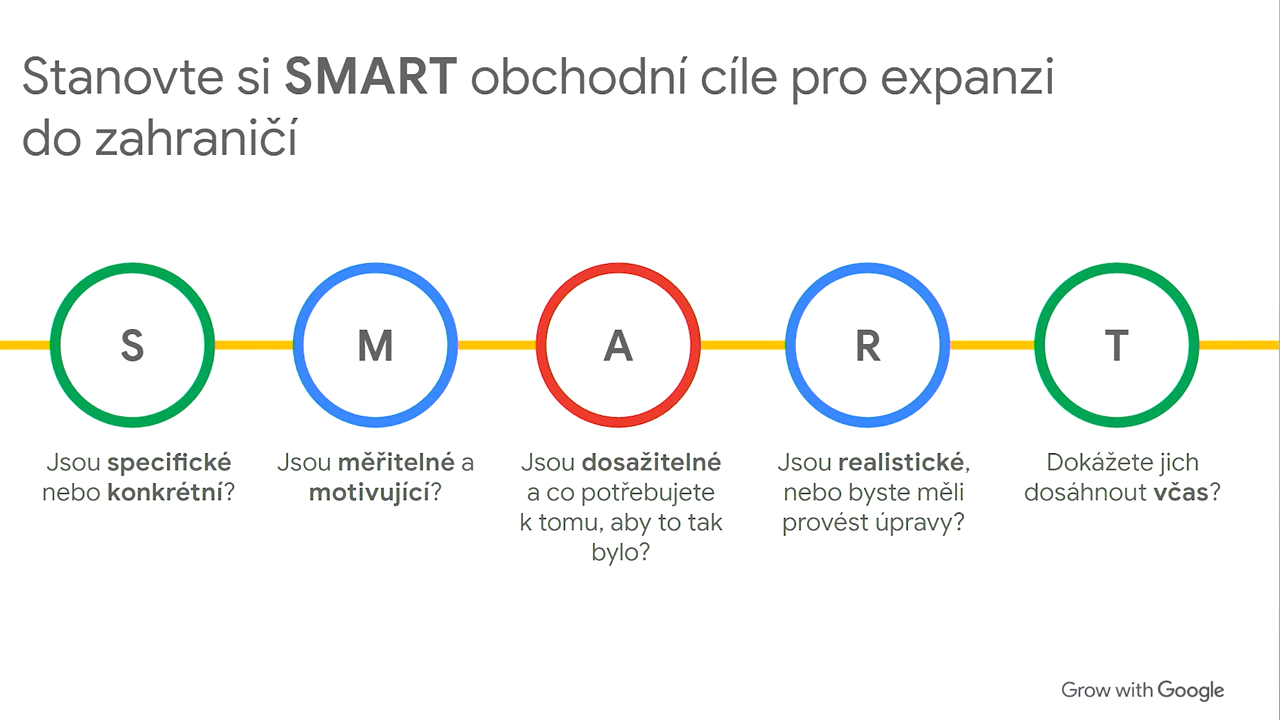 Stanovte si SMART obchodní cíle pro expanzi
do zahraničí
S
M
A
R
T
Jsou specifické
nebo konkrétní?
Jsou měřitelné a
motivující?
Jsou dosažitelné
a co potřebujete
k tomu, aby to tak
bylo?
Jsou realistické,
nebo byste měli
provést úpravy?
Dokážete jich
dosáhnout včas?
Grow with Google